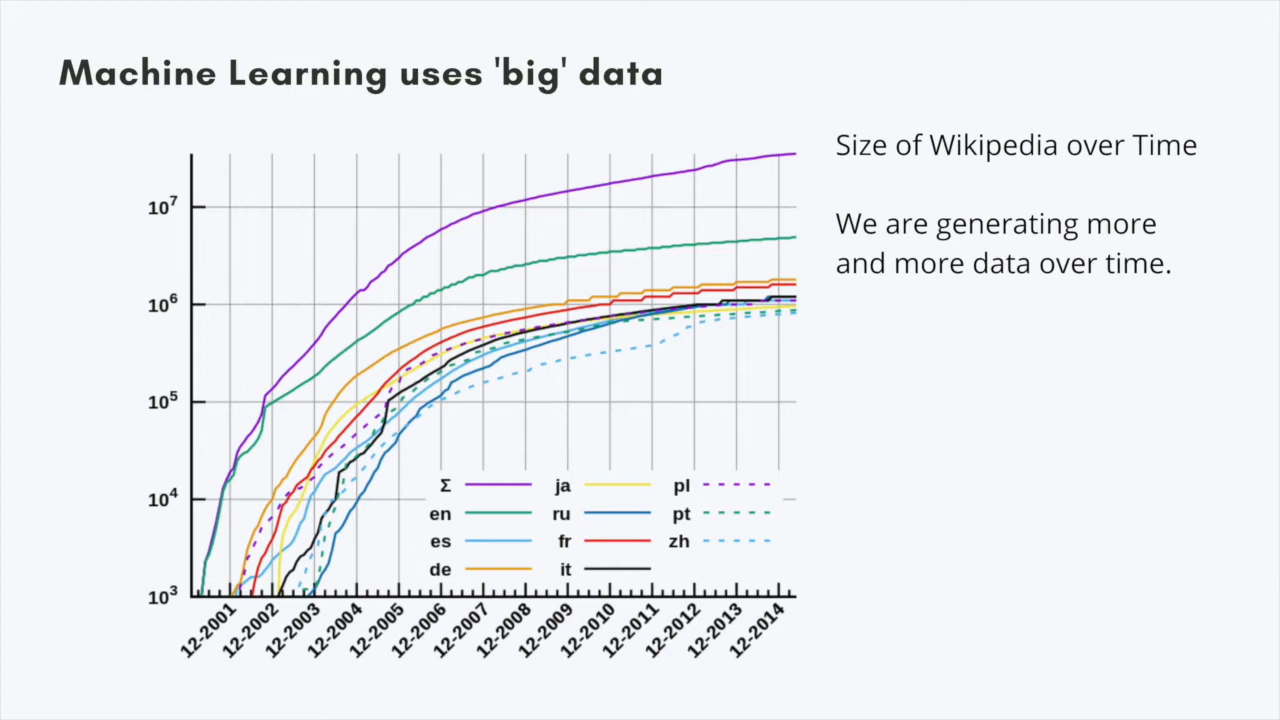 Machine Learning uses 'big' data
Size of Wikipedia over Time
We are generating more
and more data over time.
10⁷
10⁶
10⁵
10⁴
10³
Σ ja pl
en ru pt
es fr zh
de it
12-2001 12-2002 12-2003 12-2004 12-2005 12-2006 12-2007 12-2008 12-2009 12-2010 12-2011 12-2012 12-2013 12-2014